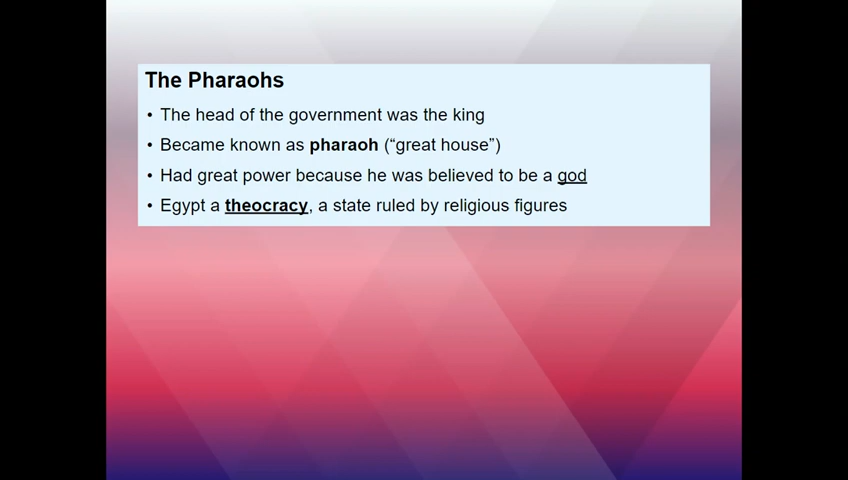 The Pharaohs
• The head of the government was the king
• Became known as pharaoh (“great house”)
• Had great power because he was believed to be a god
• Egypt a theocracy, a state ruled by religious figures